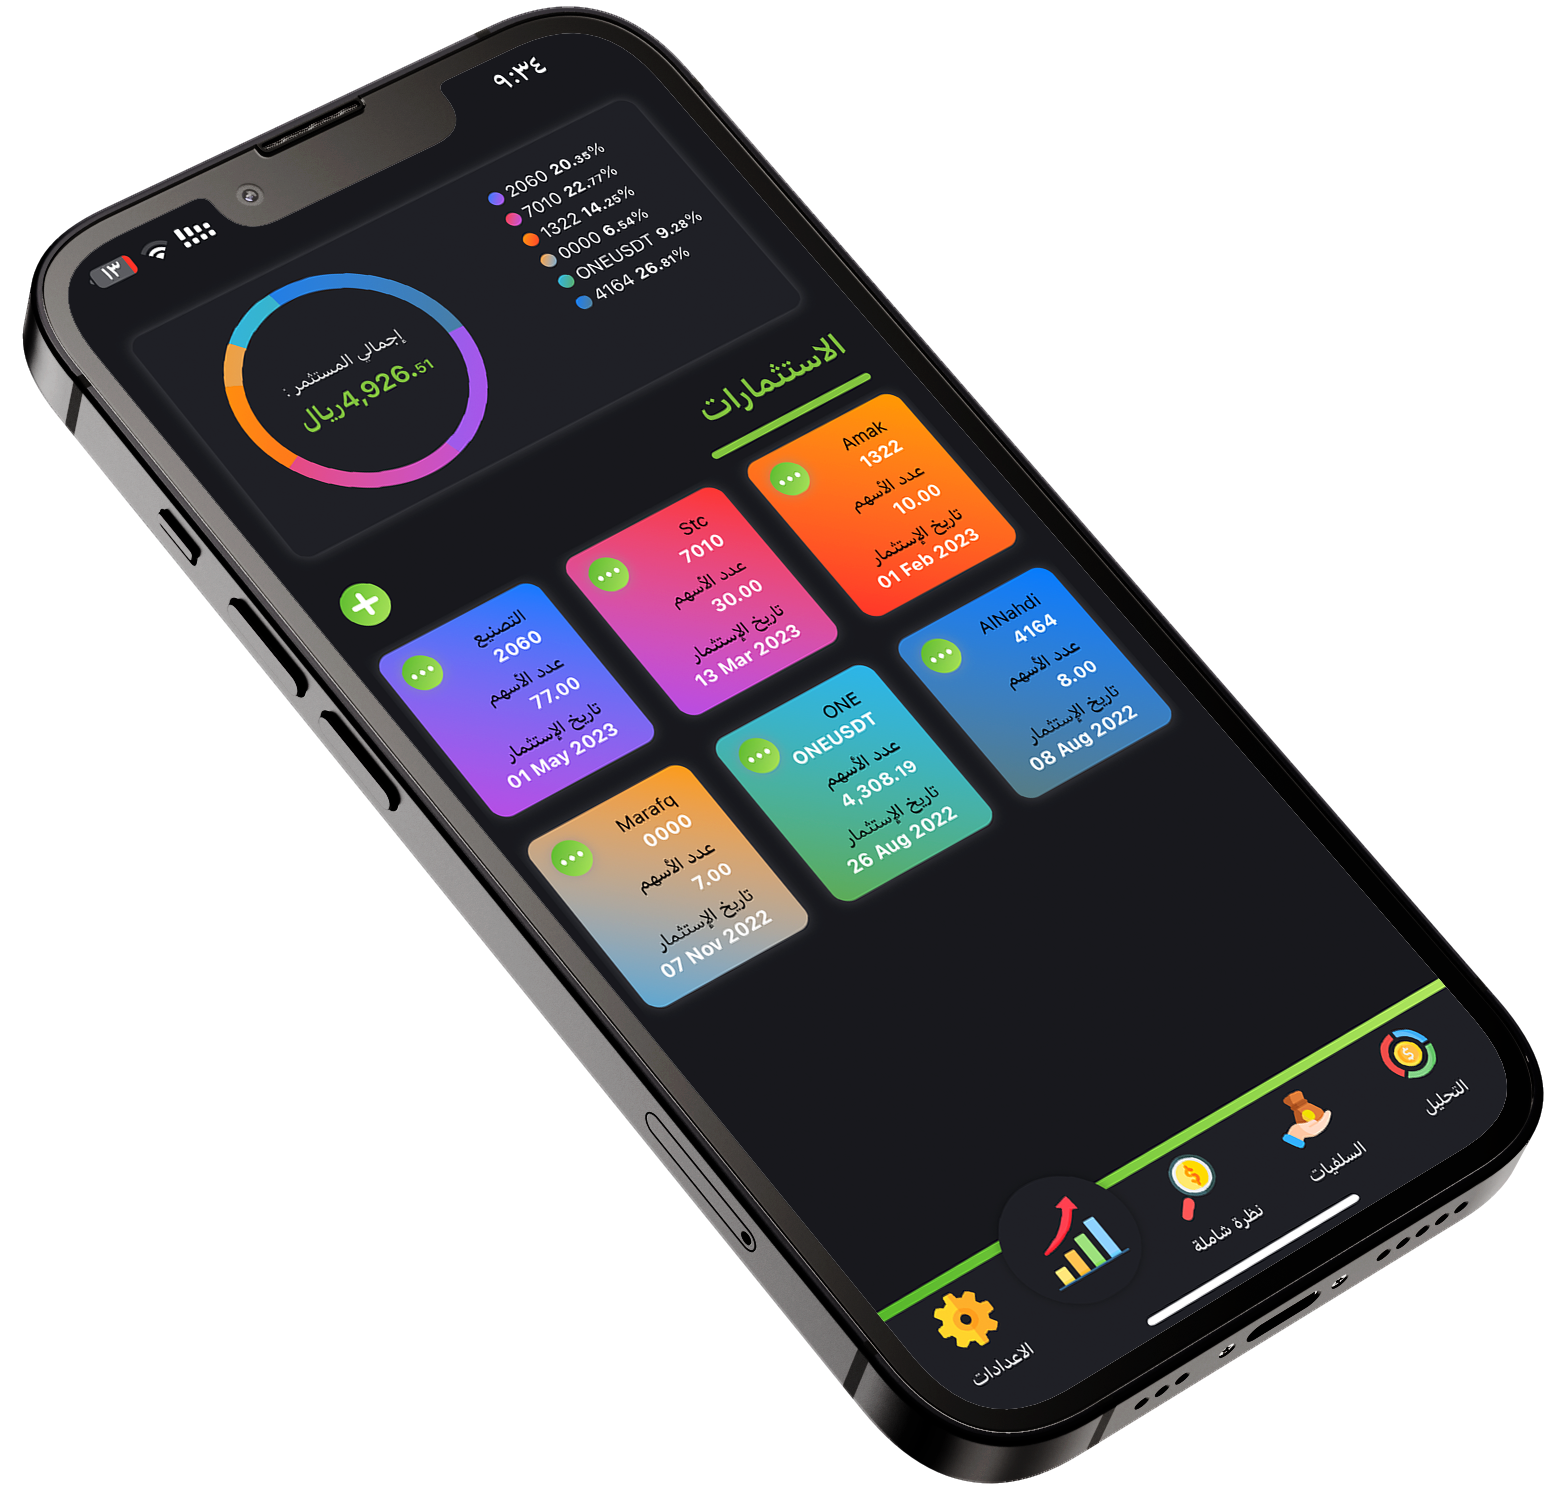 ٩:٣٤
١٣
2060 20.35%
7010 22.77%
1322 14.25%
0000 6.54%
ONEUSDT 9.28%
4164 26.81%
إجمالي المستثمر :
4,926.51ريال
الاستثمارات
Amak
1322
عدد الأسهم
10.00
تاريخ الإستثمار
01 Feb 2023
Stc
7010
عدد الأسهم
30.00
تاريخ الإستثمار
13 Mar 2023
التصنيع
2060
عدد الأسهم
77.00
تاريخ الإستثمار
01 May 2023
AlNahdi
4164
عدد الأسهم
8.00
تاريخ الإستثمار
08 Aug 2022
ONE
ONEUSDT
عدد الأسهم
4,308.19
تاريخ الإستثمار
26 Aug 2022
Marafq
0000
عدد الأسهم
7.00
تاريخ الإستثمار
07 Nov 2022
التحليل
السلفيات
نظرة شاملة
الاعدادات